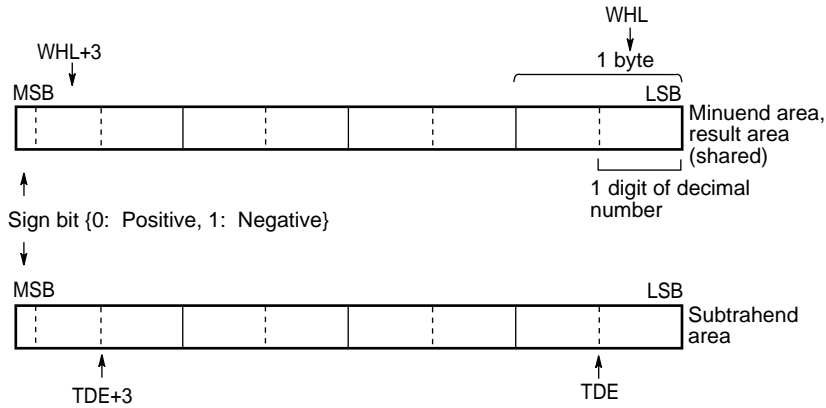 WHL
WHL+3
1 byte
MSB
LSB
Minuend area,
result area
(shared)
1 digit of decimal
number
Sign bit {0: Positive, 1: Negative}
MSB
LSB
Subtrahend
area
TDE+3
TDE